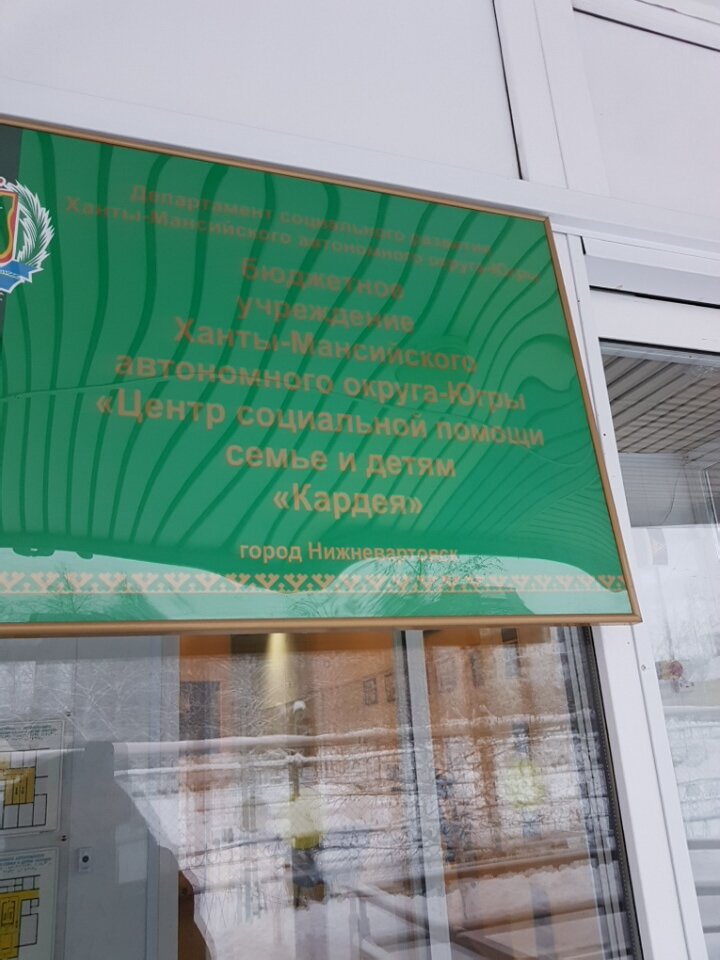 Департамент социального развития
Ханты-Мансийского автономного округа-Югры
Бюджетное
учреждение
Ханты-Мансийского
автономного округа-Югры
«Центр социальной помощи
семье и детям
«Кардея»
город Нижневартовск